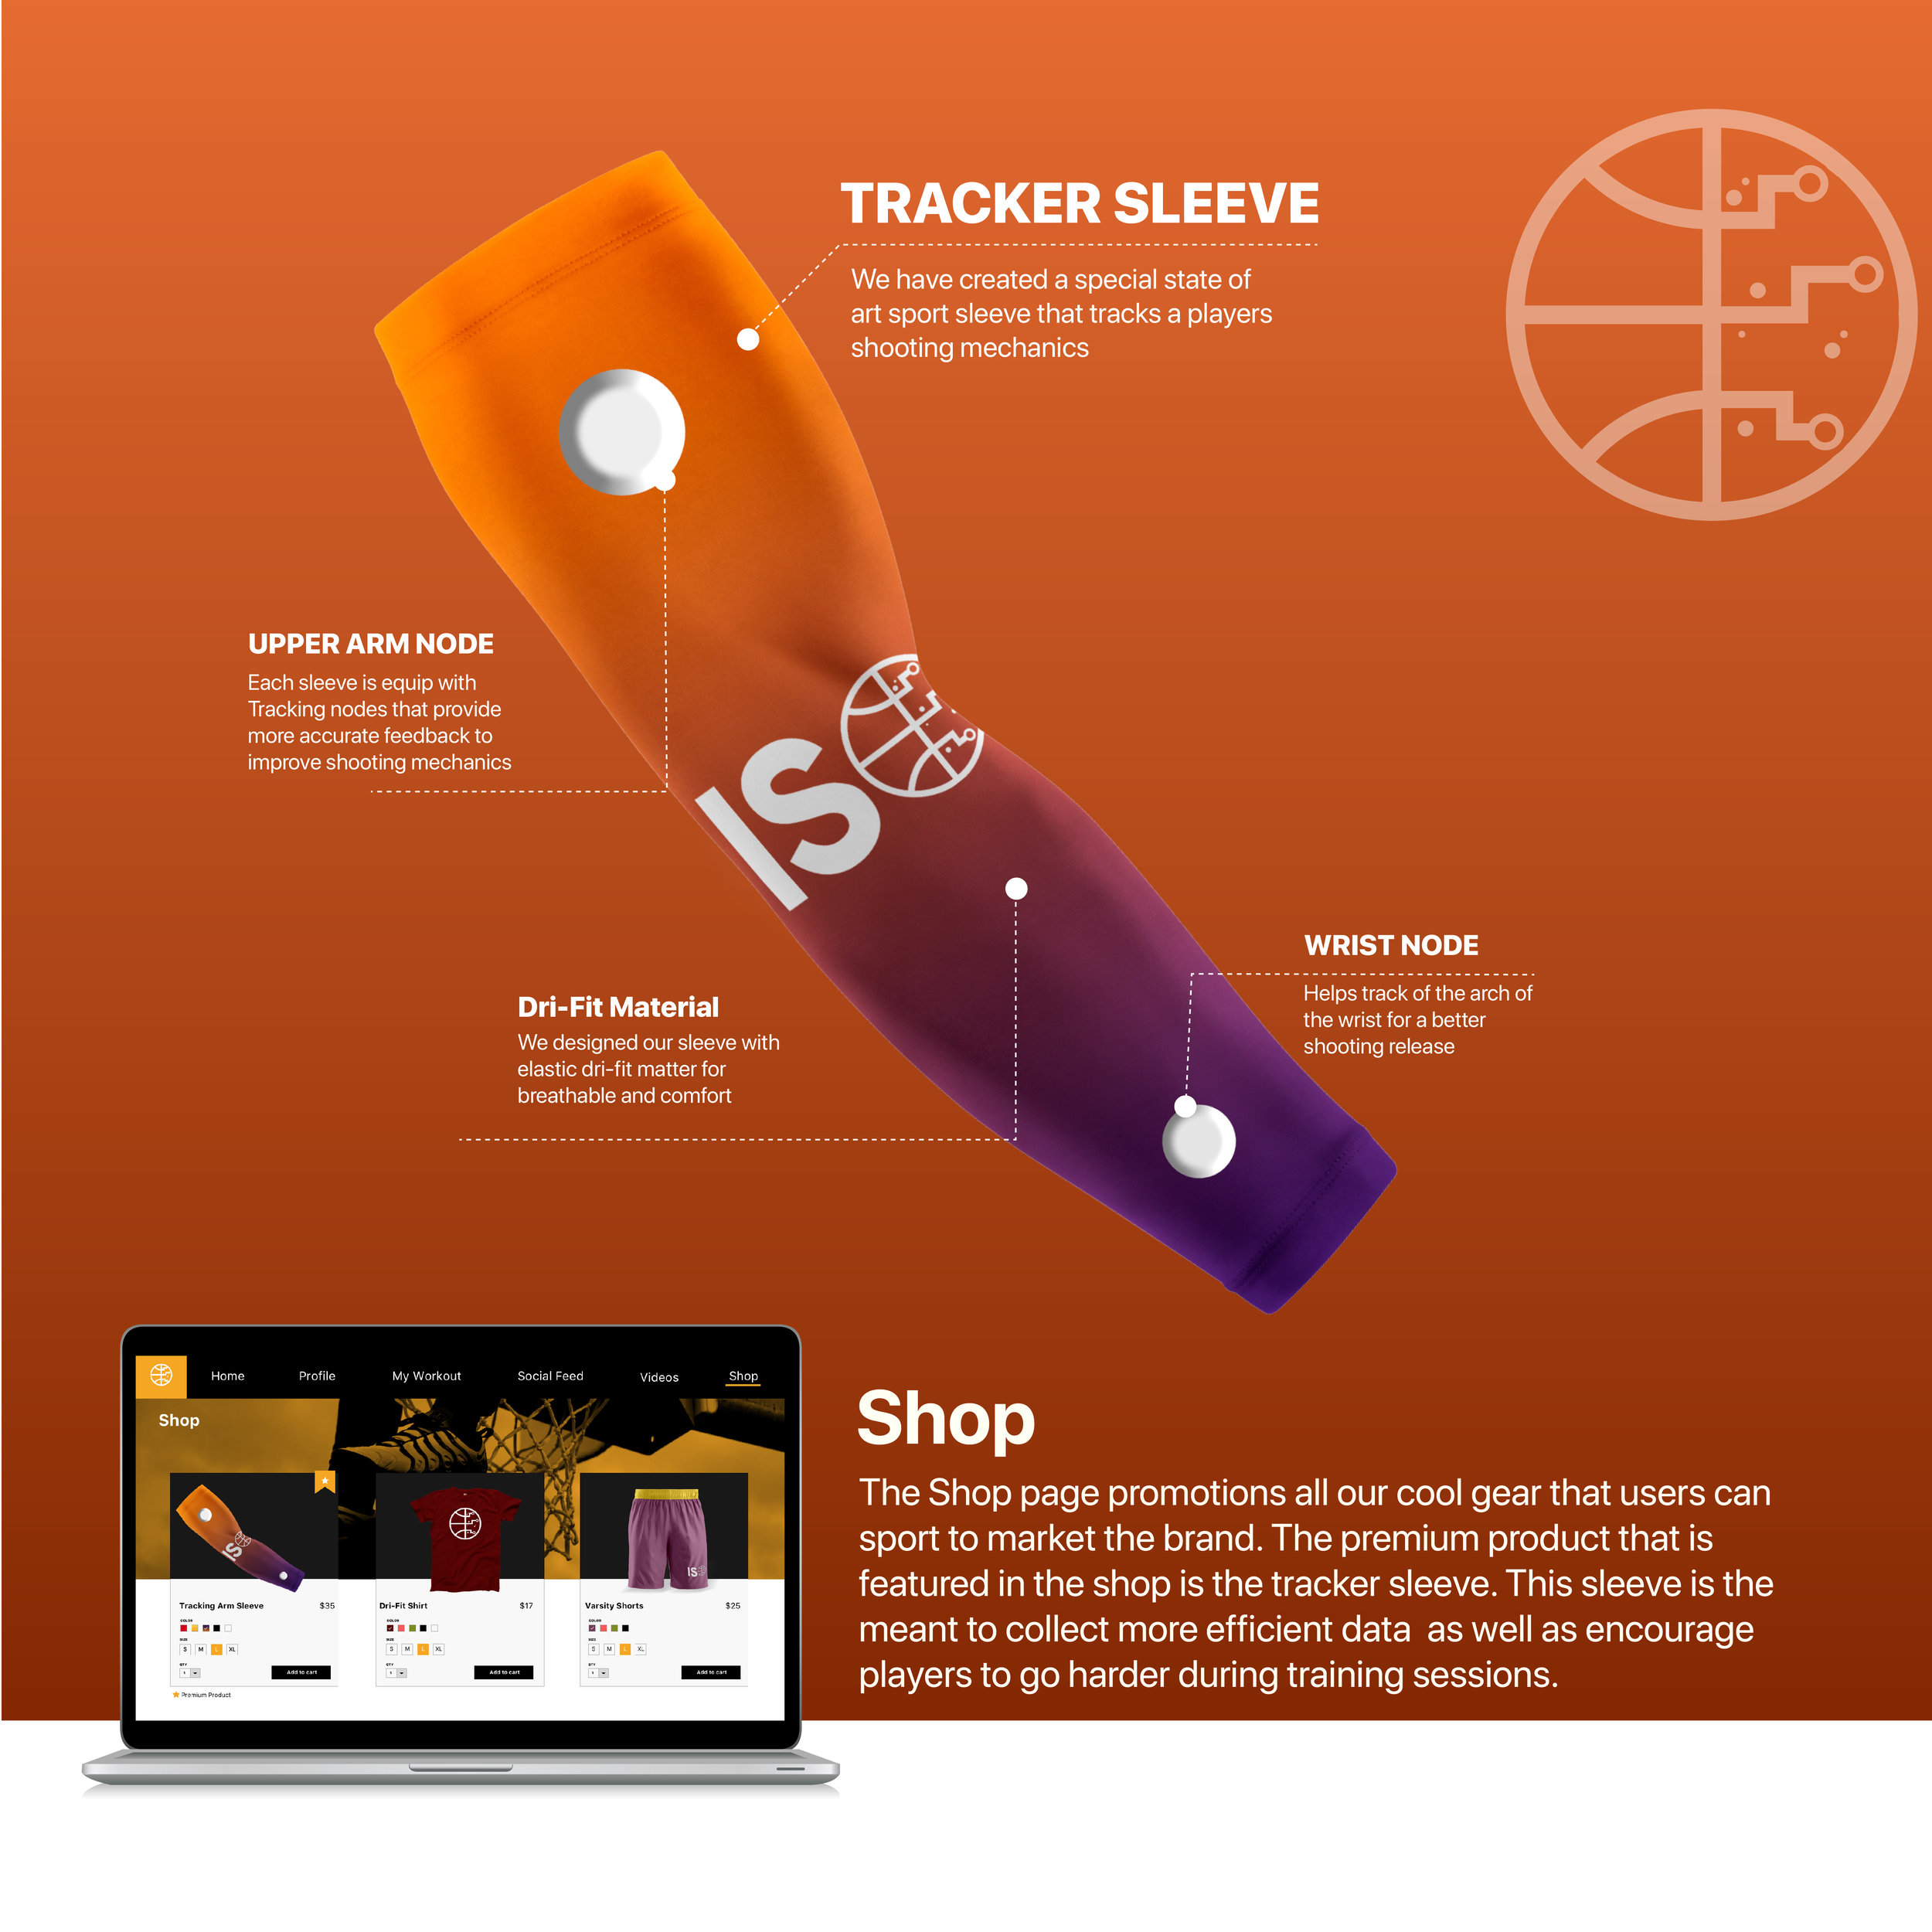 TRACKER SLEEVE
We have created a special state of
art sport sleeve that tracks a players
shooting mechanics
UPPER ARM NODE
Each sleeve is equip with
Tracking nodes that provide
more accurate feedback to
improve shooting mechanics
IS
Dri-Fit Material
We designed our sleeve with
elastic dri-fit matter for
breathable and comfort
WRIST NODE
Helps track of the arch of
the wrist for a better
shooting release
Home Profile My Workout Social Feed Videos Shop
Shop
IS
IS
Tracking Arm Sleeve $35
COLOR
SIZE
S M L XL
QTY
1
Add to cart
Premium Product
Dri-Fit Shirt $17
COLOR
SIZE
S M L XL
QTY
1
Add to cart
Varsity Shorts $25
COLOR
SIZE
S M L XL
QTY
1
Add to cart
Shop
The Shop page promotions all our cool gear that users can
sport to market the brand. The premium product that is
featured in the shop is the tracker sleeve. This sleeve is the
meant to collect more efficient data  as well as encourage
players to go harder during training sessions.